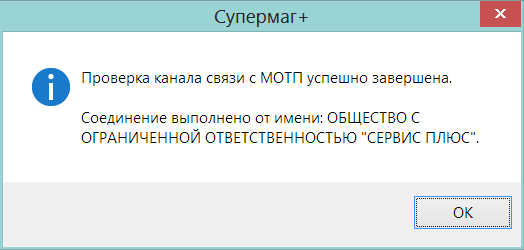 Супермаг+
Проверка канала связи с МОТП успешно завершена.
Соединение выполнено от имени: ОБЩЕСТВО С
ОГРАНИЧЕННОЙ ОТВЕТСТВЕННОСТЬЮ "СЕРВИС ПЛЮС".
OK